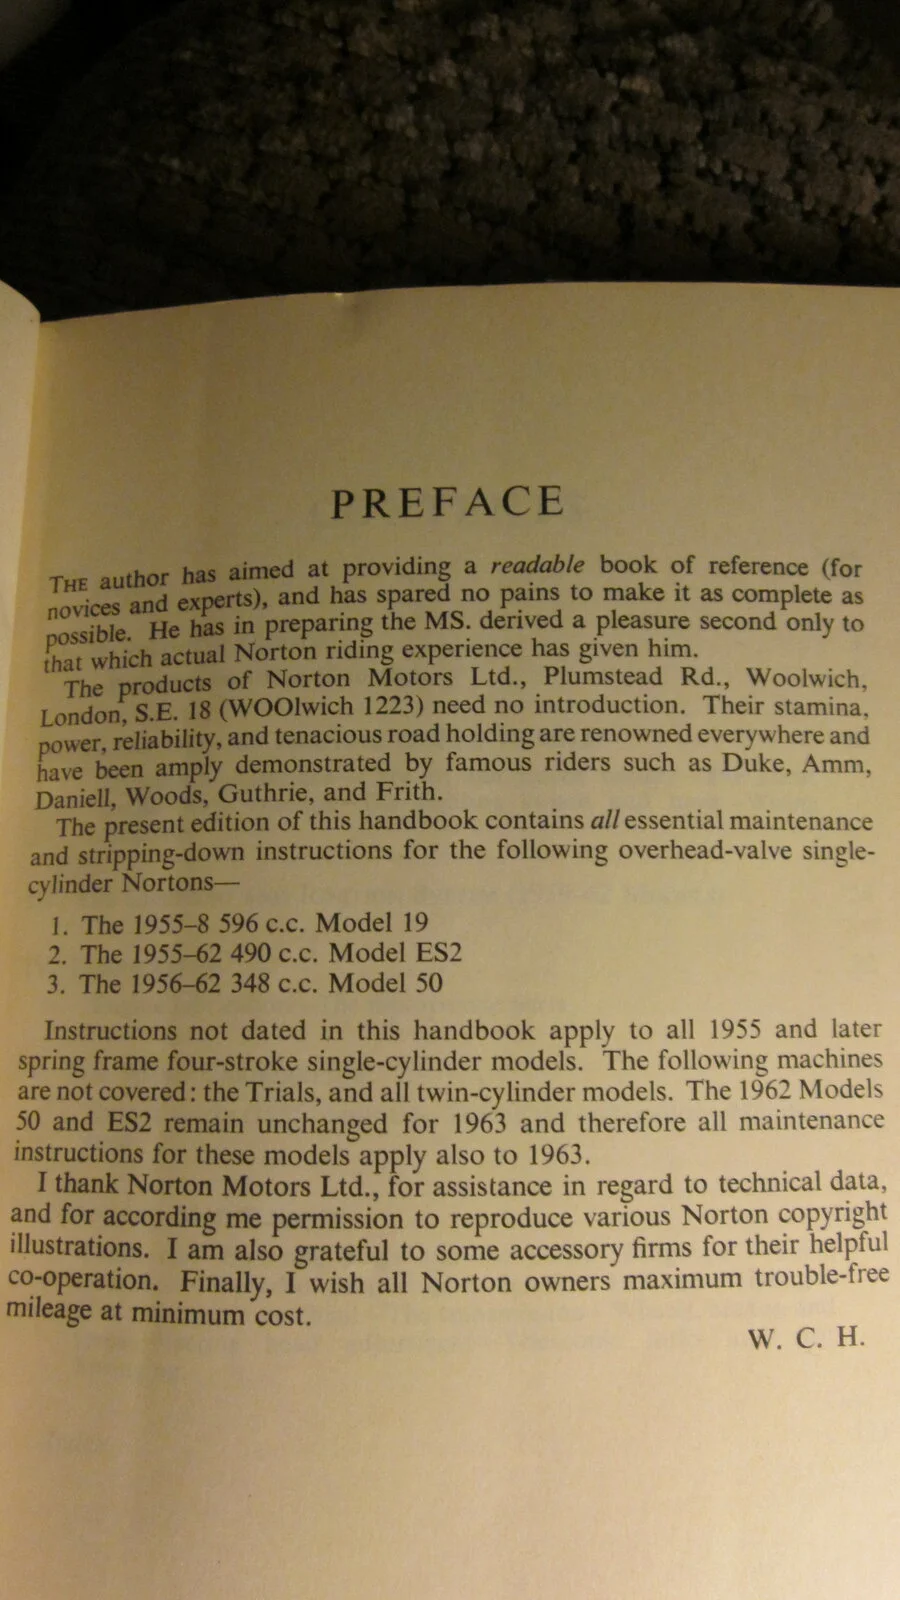 PREFACE
THE author has aimed at providing a readable book of reference (for
novices and experts), and has spared no pains to make it as complete as
possible. He has in preparing the MS. derived a pleasure second only to
that which actual Norton riding experience has given him.
The products of Norton Motors Ltd., Plumstead Rd., Woolwich,
London, S.E. 18 (WOOlwich 1223) need no introduction. Their stamina,
power, reliability, and tenacious road holding are renowned everywhere and
have been amply demonstrated by famous riders such as Duke, Amm,
Daniell, Woods, Guthrie, and Frith.
The present edition of this handbook contains all essential maintenance
and stripping-down instructions for the following overhead-valve single-
cylinder Nortons—
1. The 1955–8 596 c.c. Model 19
2. The 1955–62 490 c.c. Model ES2
3. The 1956–62 348 c.c. Model 50
Instructions not dated in this handbook apply to all 1955 and later
spring frame four-stroke single-cylinder models. The following machines
are not covered: the Trials, and all twin-cylinder models. The 1962 Models
50 and ES2 remain unchanged for 1963 and therefore all maintenance
instructions for these models apply also to 1963.
I thank Norton Motors Ltd., for assistance in regard to technical data,
and for according me permission to reproduce various Norton copyright
illustrations. I am also grateful to some accessory firms for their helpful
co-operation. Finally, I wish all Norton owners maximum trouble-free
mileage at minimum cost.
W. C. H.